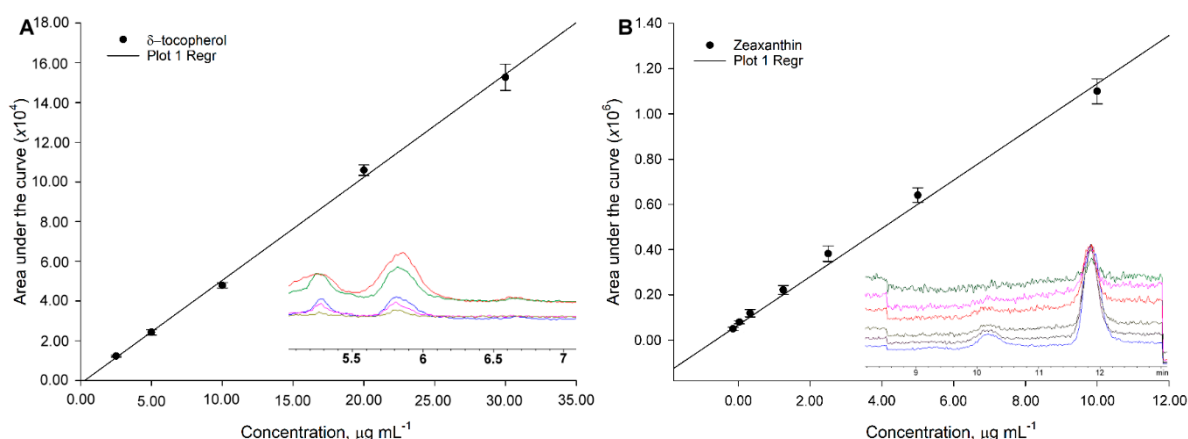 A
δ–tocopherol
Plot 1 Regr
Area under the curve (x10⁴)
18.00
16.00
14.00
12.00
10.00
8.00
6.00
4.00
2.00
0.00
0.00 5.00 10.00 15.00 20.00 25.00 30.00 35.00
Concentration, µg mL⁻¹
5.5 6 6.5 7
B
Zeaxanthin
Plot 1 Regr
Area under the curve (x10⁶)
1.40
1.20
1.00
0.80
0.60
0.40
0.20
0.00
0.00 2.00 4.00 6.00 8.00 10.00 12.00
Concentration, µg mL⁻¹
9 10 11 12 min